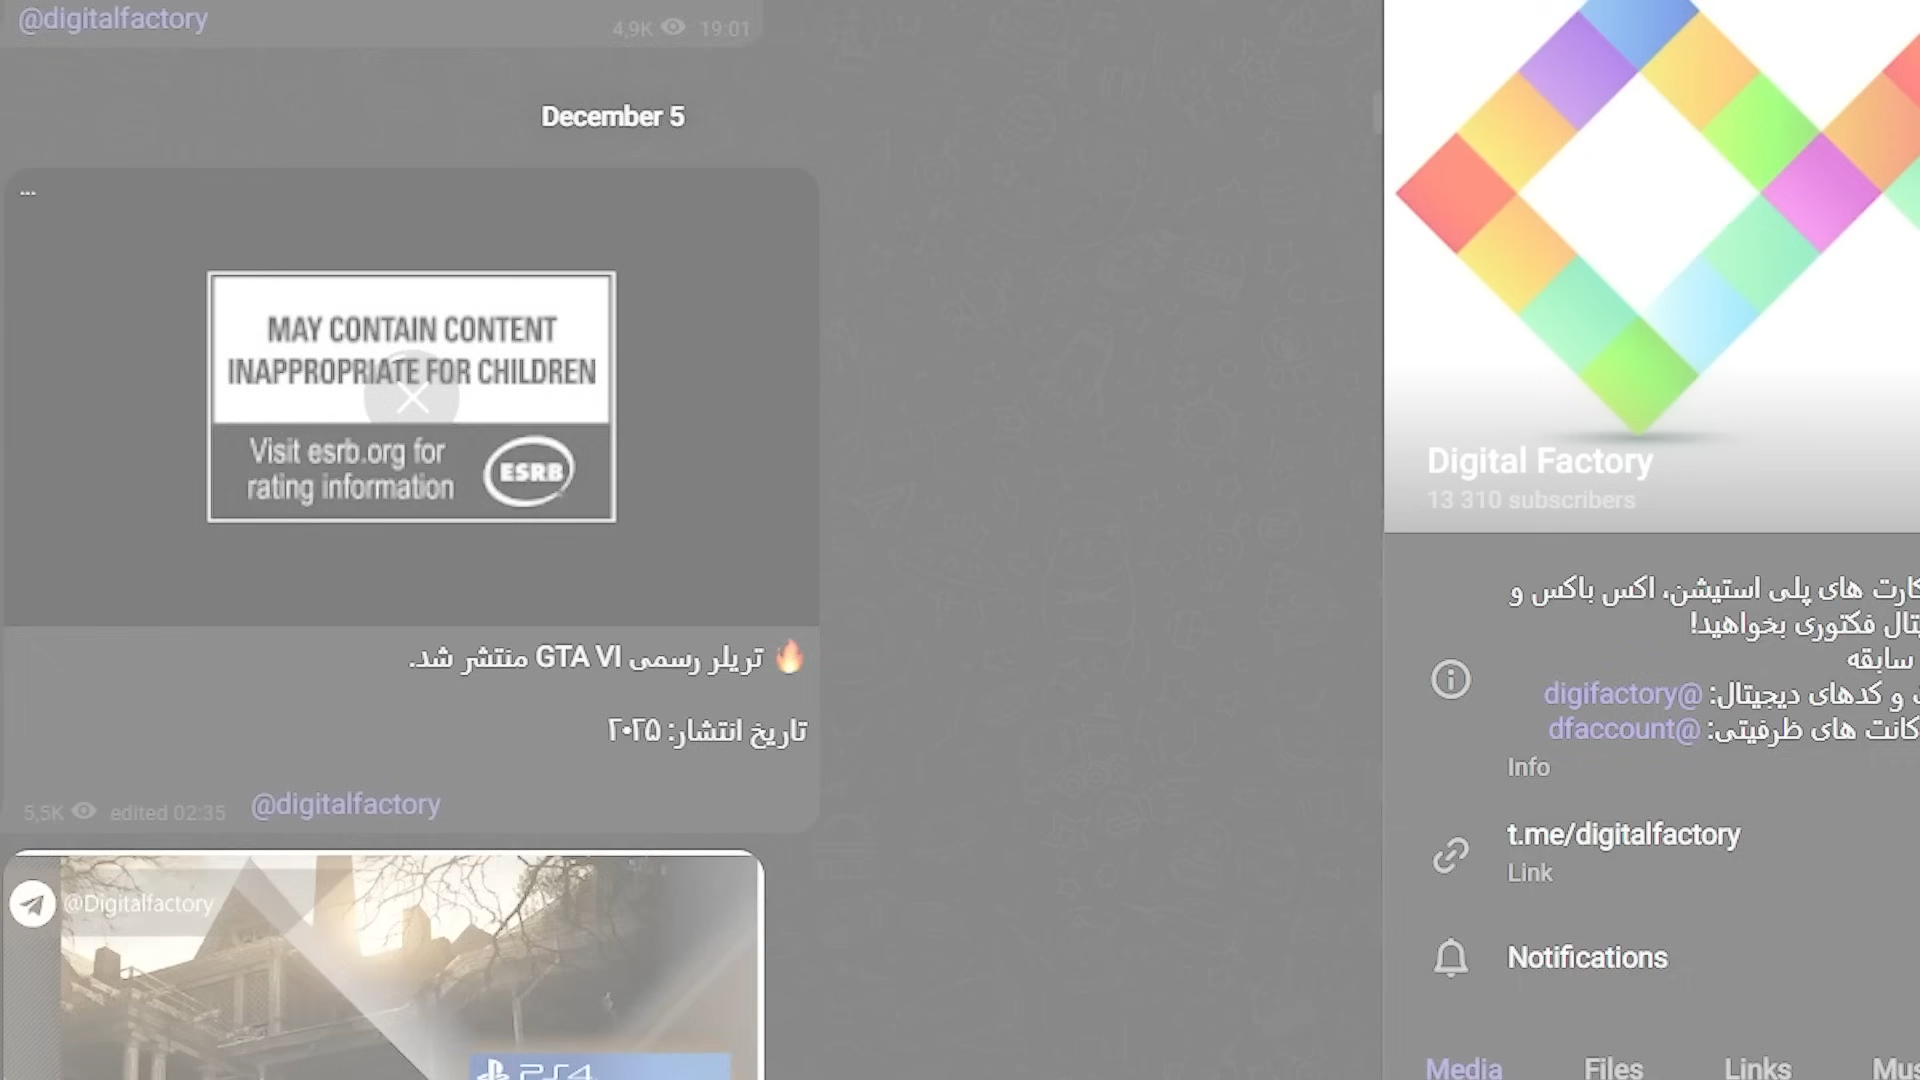 @digitalfactory
4,9K 19:01
December 5
...
MAY CONTAIN CONTENT
INAPPROPRIATE FOR CHILDREN
Visit esrb.org for
rating information
ESRB
🔥 تریلر رسمی GTA VI منتشر شد.
تاریخ انتشار: ۲۰۲۵
5,5K edited 02:35 @digitalfactory
@Digitalfactory
PS4
Digital Factory
13 310 subscribers
کارت های پلی استیشن، اکس باکس و
فکتوری بخواهید!
سابقه
و کدهای دیجیتال: @digifactory
های ظرفیتی: @dfaccount
Info
t.me/digitalfactory
Link
Notifications
Media Files Links